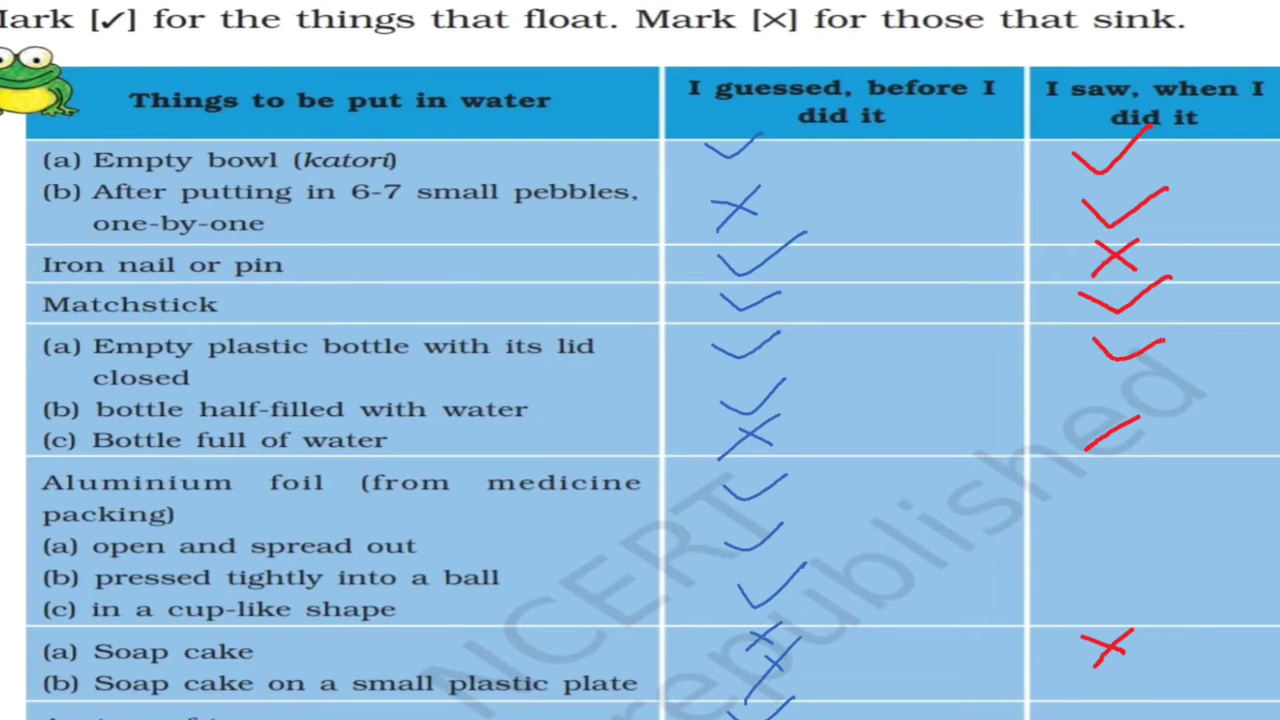 Mark [✓] for the things that float. Mark [×] for those that sink.
Things to be put in water
I guessed, before I
did it
I saw, when I
did it
(a) Empty bowl (katori)
(b) After putting in 6-7 small pebbles,
one-by-one
Iron nail or pin
Matchstick
(a) Empty plastic bottle with its lid
closed
(b) bottle half-filled with water
(c) Bottle full of water
Aluminium foil (from medicine
packing)
(a) open and spread out
(b) pressed tightly into a ball
(c) in a cup-like shape
(a) Soap cake
(b) Soap cake on a small plastic plate
NCERT
republished